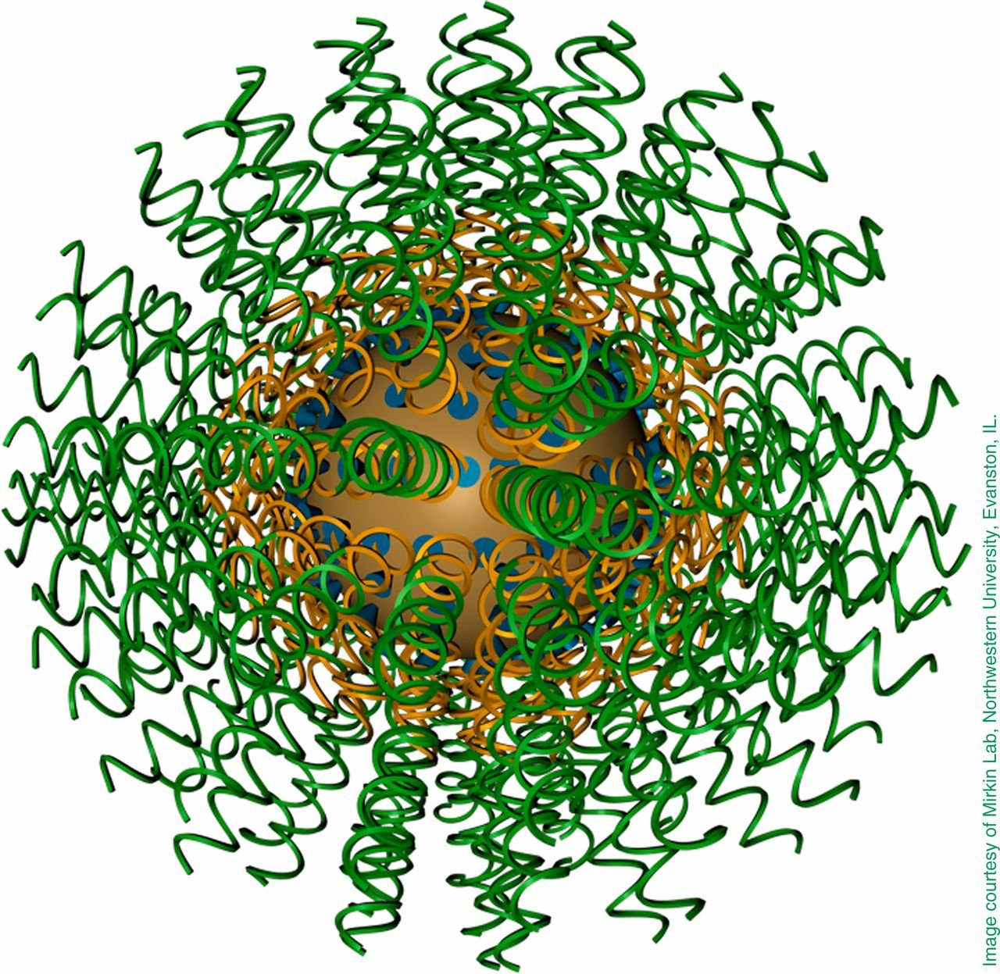 Image courtesy of Mirkin Lab, Northwestern University, Evanston, IL.